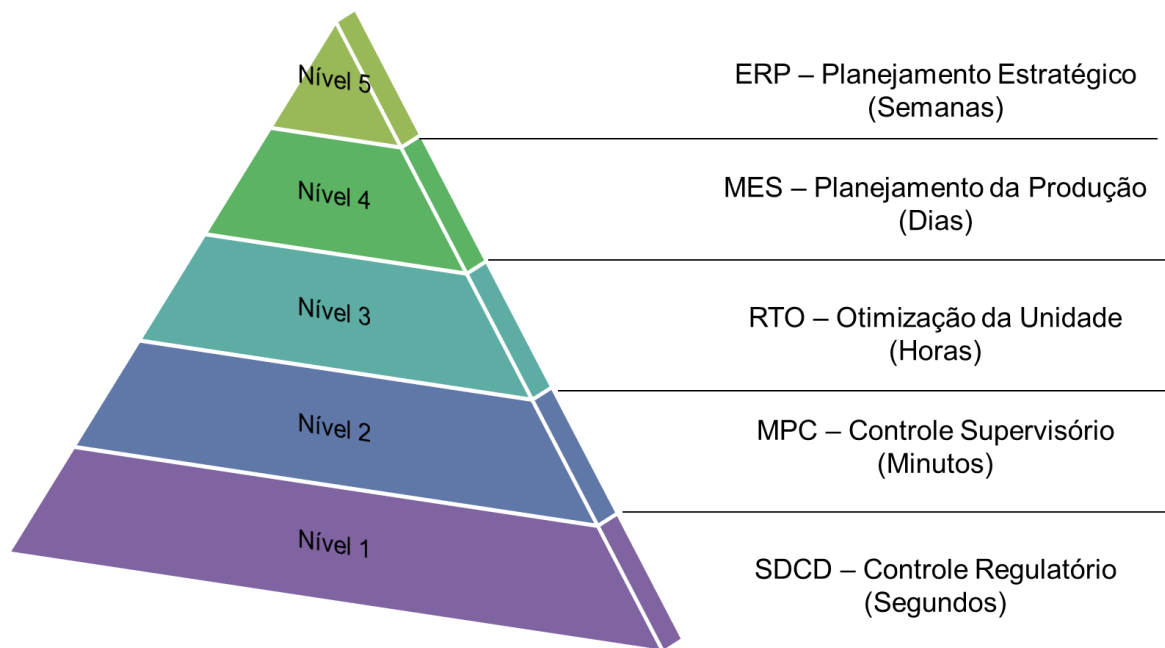 Nível 5
ERP – Planejamento Estratégico
(Semanas)
Nível 4
MES – Planejamento da Produção
(Dias)
Nível 3
RTO – Otimização da Unidade
(Horas)
Nível 2
MPC – Controle Supervisório
(Minutos)
Nível 1
SDCD – Controle Regulatório
(Segundos)